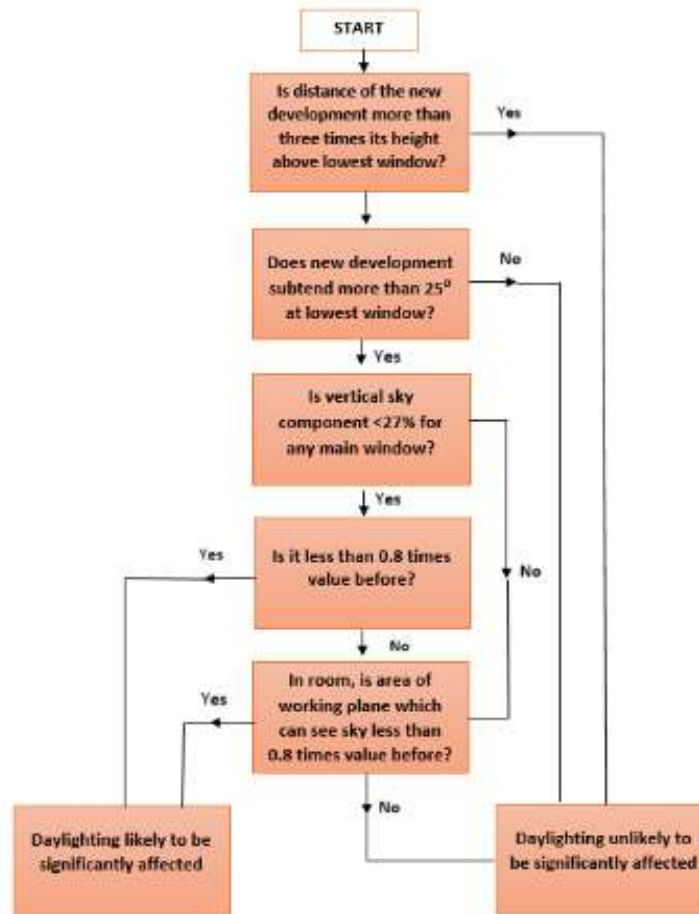 START
Is distance of the new
development more than
three times its height
above lowest window?
Yes
Does new development
subtend more than 25⁰
at lowest window?
No
Yes
Is vertical sky
component <27% for
any main window?
Yes
No
Is it less than 0.8 times
value before?
Yes
No
In room, is area of
working plane which
can see sky less than
0.8 times value before?
Yes
No
Daylighting likely to be
significantly affected
Daylighting unlikely to
be significantly affected